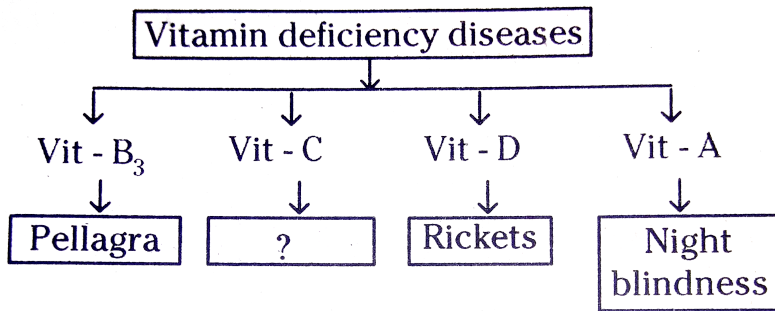 Vitamin deficiency diseases
Vit - B₃ Vit - C Vit - D Vit - A
Pellagra ? Rickets Night
blindness